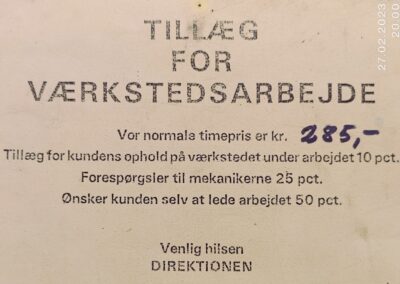 TILLÆG
FOR
VÆRKSTEDSARBEJDE
Vor normale timepris er kr. 285,-
Tillæg for kundens ophold på værkstedet under arbejdet 10 pct.
Forespørgsler til mekanikerne 25 pct.
Ønsker kunden selv at lede arbejdet 50 pct.
Venlig hilsen
DIREKTIONEN
27.02.2023
20.00